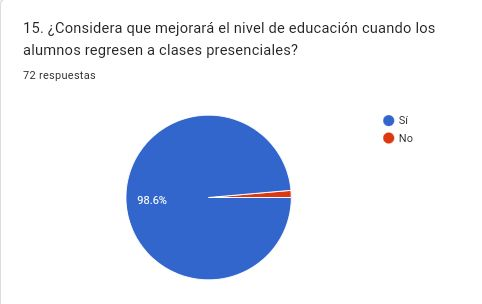 15. ¿Considera que mejorará el nivel de educación cuando los
alumnos regresen a clases presenciales?
72 respuestas
Sí
No
98.6%